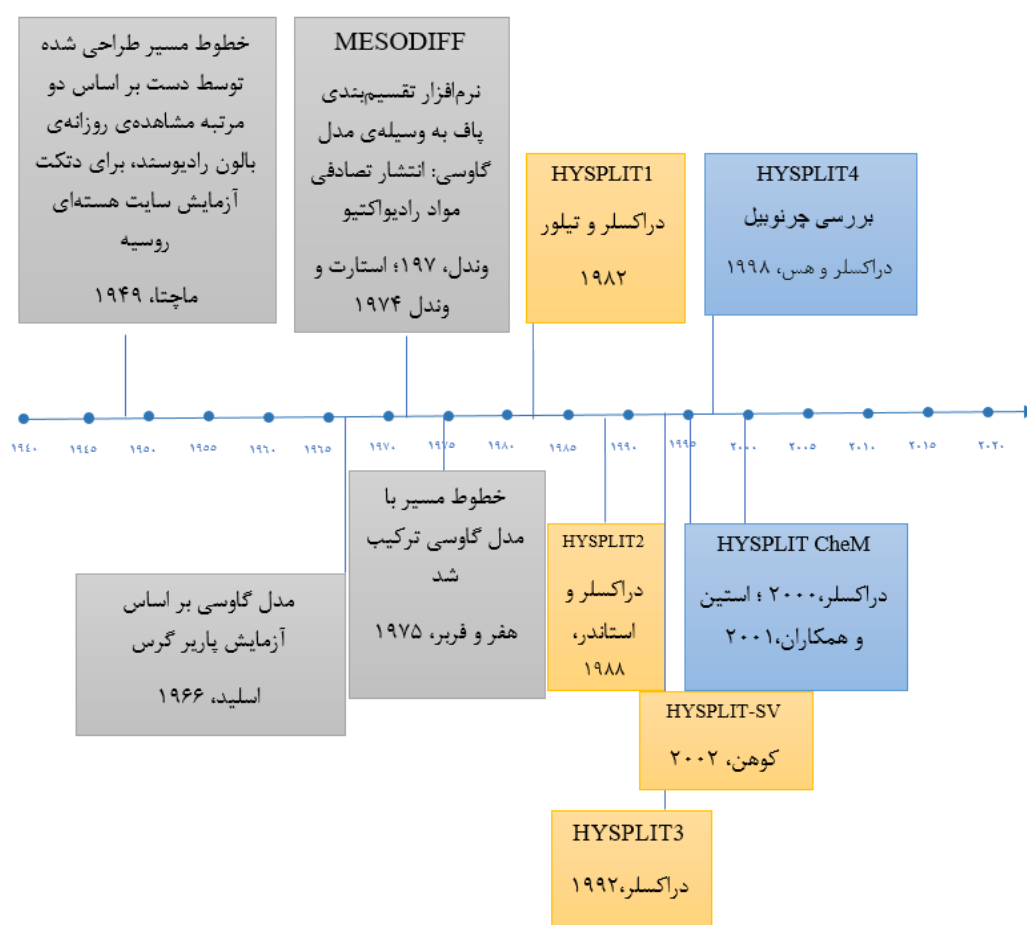 خطوط مسیر طراحی شده
توسط دست بر اساس دو
مرتبه مشاهده‌ی روزانه‌ی
بالون رادیوسند، برای دتکت
آزمایش سایت هسته‌ای
روسیه
ماچتا، ۱۹۴۹
MESODIFF
نرم‌افزار تقسیم‌بندی
پاف به وسیله‌ی مدل
گاوسی: انتشار تصادفی
مواد رادیواکتیو
وندل، ۱۹۷؛ استارت و
وندل ۱۹۷۴
HYSPLIT1
دراکسلر و تیلور
۱۹۸۲
HYSPLIT4
بررسی چرنوبیل
دراکسلر و هس، ۱۹۹۸
۱۹۴۰ ۱۹۴۵ ۱۹۵۰ ۱۹۵۵ ۱۹۶۰ ۱۹۶۵ ۱۹۷۰ ۱۹۷۵ ۱۹۸۰ ۱۹۸۵ ۱۹۹۰ ۱۹۹۵ ۲۰۰۰ ۲۰۰۵ ۲۰۱۰ ۲۰۱۵ ۲۰۲۰
مدل گاوسی بر اساس
آزمایش پاریر گرس
اسلید، ۱۹۶۶
خطوط مسیر با
مدل گاوسی ترکیب
شد
هفر و فربر، ۱۹۷۵
HYSPLIT2
دراکسلر و
استاندر،
۱۹۸۸
HYSPLIT CheM
دراکسلر،۲۰۰۰ ؛ استین
و همکاران،۲۰۰۱
HYSPLIT-SV
کوهن، ۲۰۰۲
HYSPLIT3
دراکسلر،۱۹۹۲